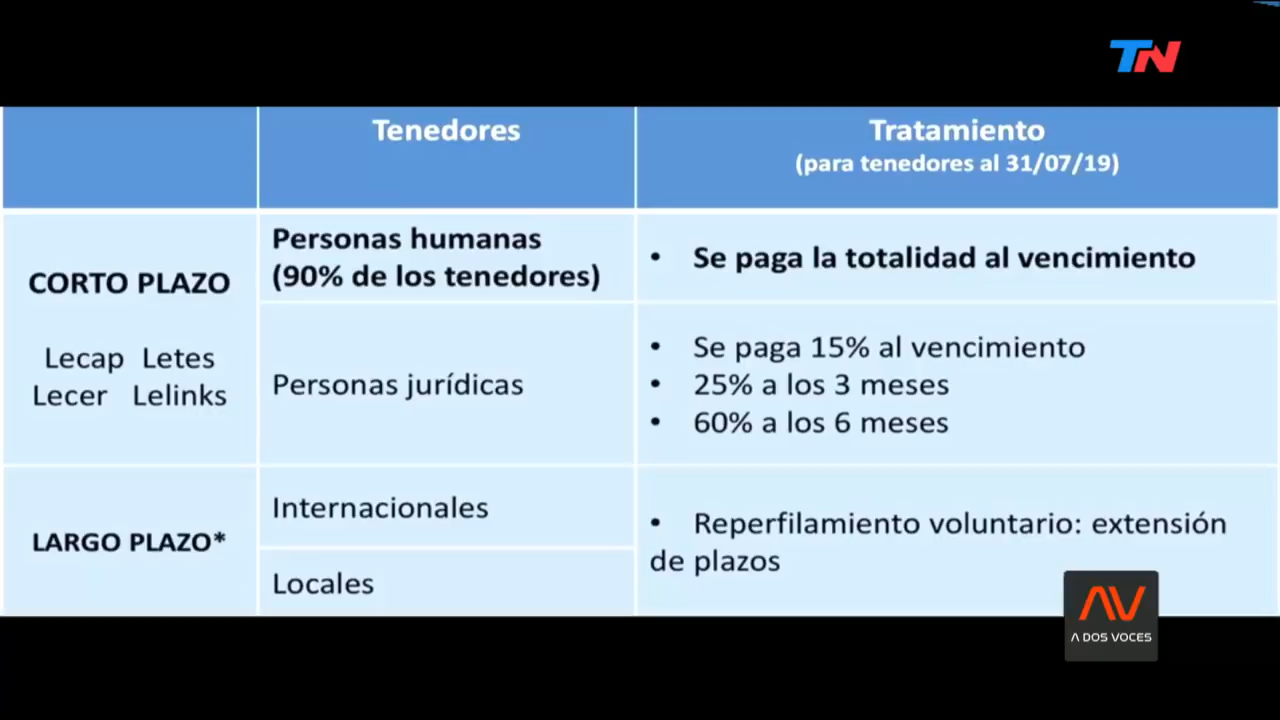 TN
Tenedores
Tratamiento
(para tenedores al 31/07/19)
CORTO PLAZO
Lecap Letes
Lecer Lelinks
Personas humanas
(90% de los tenedores)
• Se paga la totalidad al vencimiento
Personas jurídicas
• Se paga 15% al vencimiento
• 25% a los 3 meses
• 60% a los 6 meses
LARGO PLAZO*
Internacionales
Locales
• Reperfilamiento voluntario: extensión
de plazos
AV
A DOS VOCES